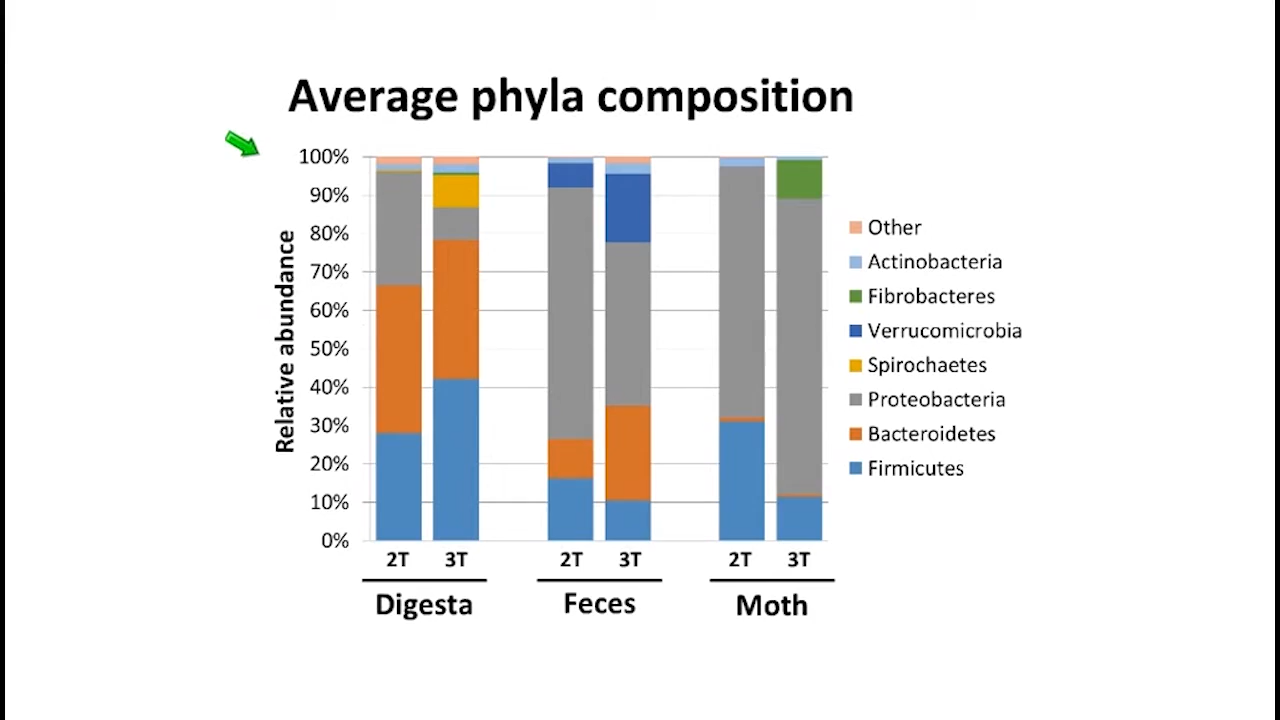 Average phyla composition
100%
90%
80%
70%
60%
50%
40%
30%
20%
10%
0%
Relative abundance
2T 3T 2T 3T 2T 3T
Digesta Feces Moth
Other
Actinobacteria
Fibrobacteres
Verrucomicrobia
Spirochaetes
Proteobacteria
Bacteroidetes
Firmicutes